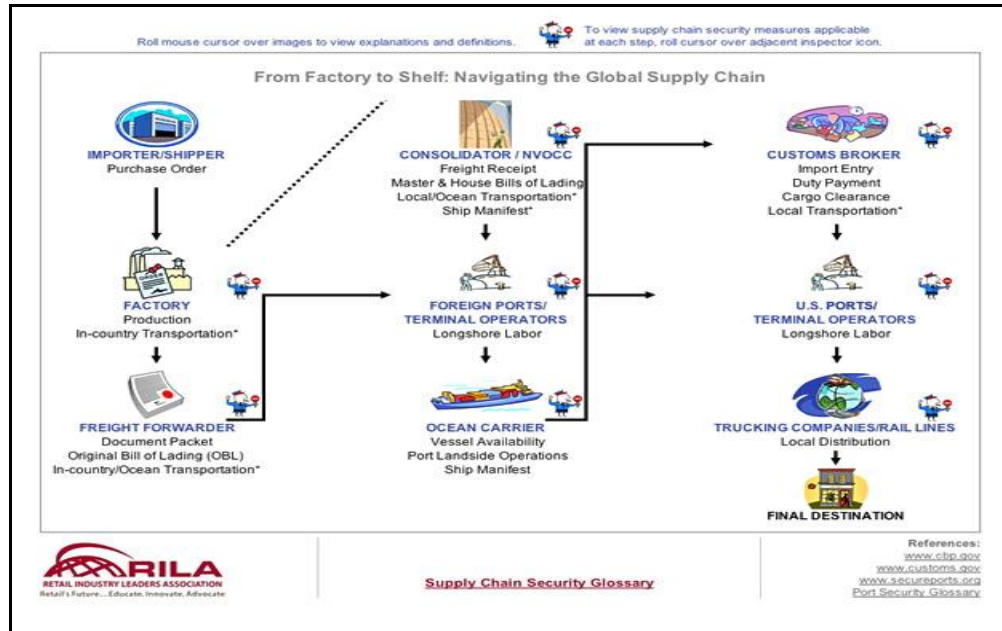 Roll mouse cursor over images to view explanations and definitions.
To view supply chain security measures applicable
at each step, roll cursor over adjacent inspector icon.
From Factory to Shelf: Navigating the Global Supply Chain
IMPORTER/SHIPPER
Purchase Order
FACTORY
Production
In-country Transportation*
FREIGHT FORWARDER
Document Packet
Original Bill of Lading (OBL)
In-country/Ocean Transportation*
CONSOLIDATOR / NVOCC
Freight Receipt
Master & House Bills of Lading
Local/Ocean Transportation*
Ship Manifest*
FOREIGN PORTS/
TERMINAL OPERATORS
Longshore Labor
OCEAN CARRIER
Vessel Availability
Port Landside Operations
Ship Manifest
CUSTOMS BROKER
Import Entry
Duty Payment
Cargo Clearance
Local Transportation*
U.S. PORTS/
TERMINAL OPERATORS
Longshore Labor
TRUCKING COMPANIES/RAIL LINES
Local Distribution
FINAL DESTINATION
RILA
RETAIL INDUSTRY LEADERS ASSOCIATION
Retail's Future...Educate, Innovate, Advocate
Supply Chain Security Glossary
References:
www.cbp.gov
www.customs.gov
www.secureports.org
Port Security Glossary